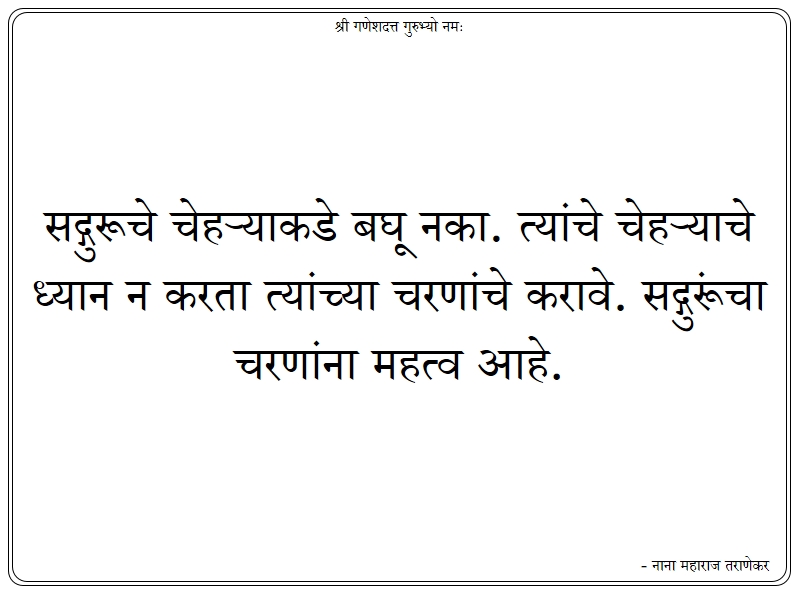 श्री गणेशदत्त गुरुभ्यो नमः
सद्गुरूचे चेहऱ्याकडे बघू नका. त्यांचे चेहऱ्याचे
ध्यान न करता त्यांच्या चरणांचे करावे. सद्गुरूंचा
चरणांना महत्व आहे.
- नाना महाराज तराणेकर